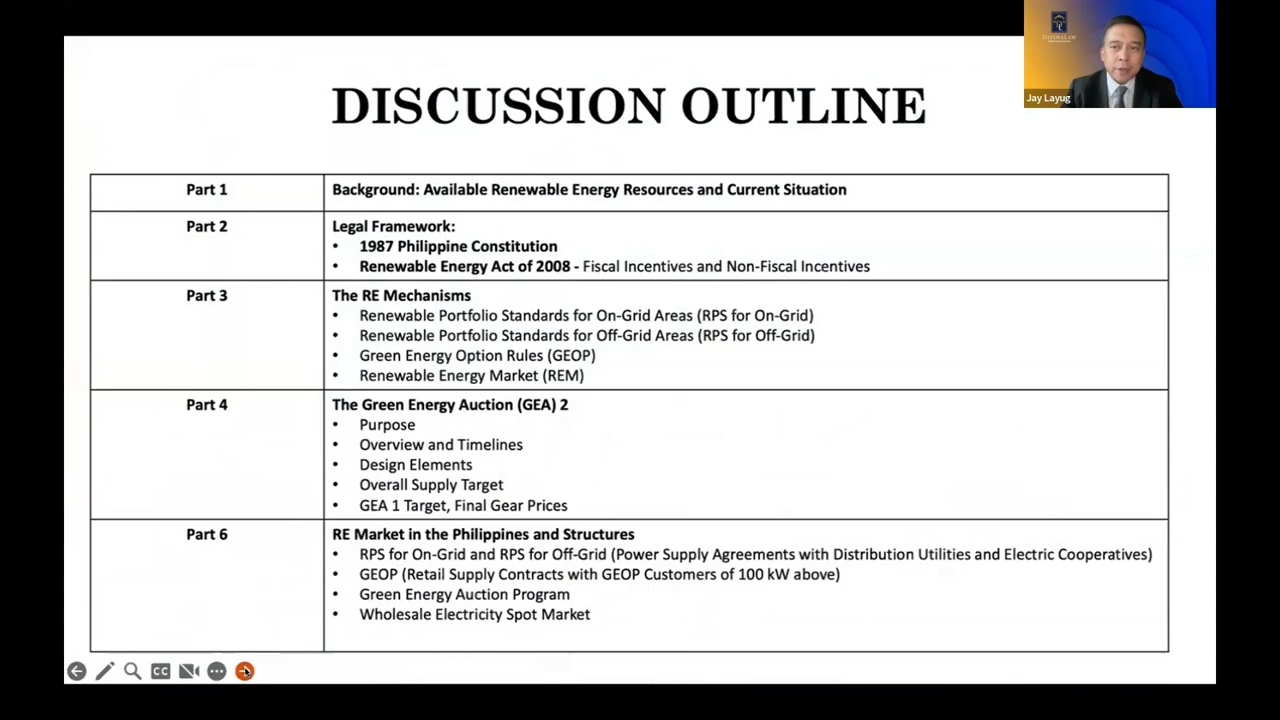 DIVINALAW
Jay Layug
DISCUSSION OUTLINE
Part 1
Background: Available Renewable Energy Resources and Current Situation
Part 2
Legal Framework:
• 1987 Philippine Constitution
• Renewable Energy Act of 2008 - Fiscal Incentives and Non-Fiscal Incentives
Part 3
The RE Mechanisms
• Renewable Portfolio Standards for On-Grid Areas (RPS for On-Grid)
• Renewable Portfolio Standards for Off-Grid Areas (RPS for Off-Grid)
• Green Energy Option Rules (GEOP)
• Renewable Energy Market (REM)
Part 4
The Green Energy Auction (GEA) 2
• Purpose
• Overview and Timelines
• Design Elements
• Overall Supply Target
• GEA 1 Target, Final Gear Prices
Part 6
RE Market in the Philippines and Structures
• RPS for On-Grid and RPS for Off-Grid (Power Supply Agreements with Distribution Utilities and Electric Cooperatives)
• GEOP (Retail Supply Contracts with GEOP Customers of 100 kW above)
• Green Energy Auction Program
• Wholesale Electricity Spot Market
CC